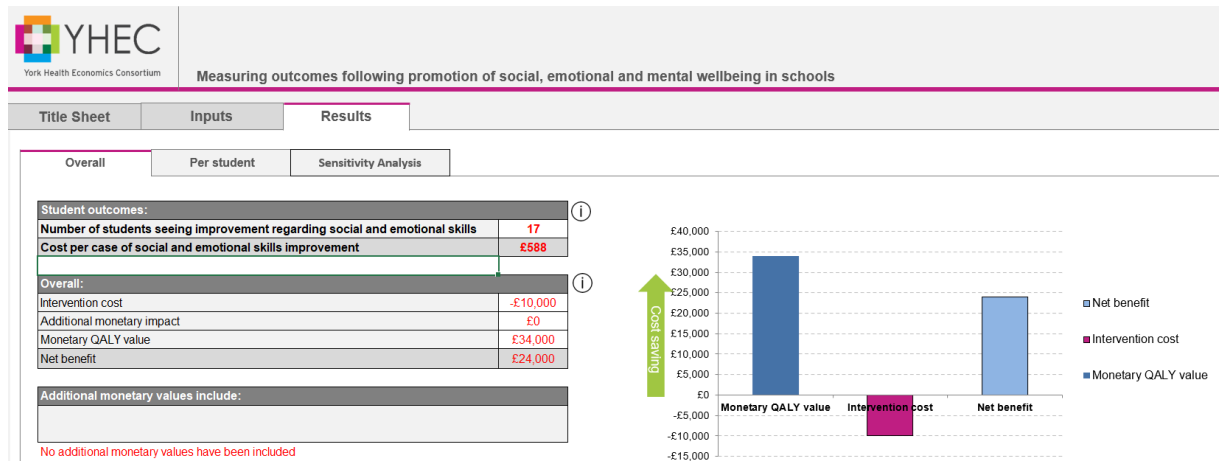 YHEC
York Health Economics Consortium
Measuring outcomes following promotion of social, emotional and mental wellbeing in schools
Title Sheet Inputs Results
Overall Per student Sensitivity Analysis
Student outcomes: i
Number of students seeing improvement regarding social and emotional skills 17
Cost per case of social and emotional skills improvement £588
Overall: i
Intervention cost -£10,000
Additional monetary impact £0
Monetary QALY value £34,000
Net benefit £24,000
Additional monetary values include:
No additional monetary values have been included
Cost saving
£40,000
£35,000
£30,000
£25,000
£20,000
£15,000
£10,000
£5,000
£0
-£5,000
-£10,000
-£15,000
Monetary QALY value Intervention cost Net benefit
Net benefit
Intervention cost
Monetary QALY value